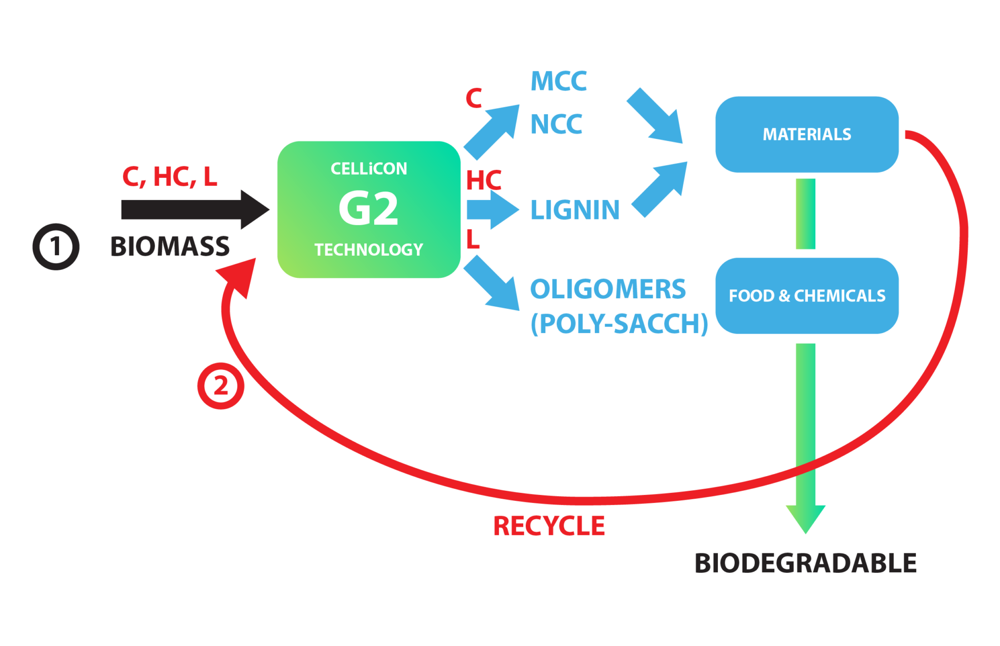 C, HC, L
1
BIOMASS
CELLiCON
G2
TECHNOLOGY
C
HC
L
MCC
NCC
LIGNIN
OLIGOMERS
(POLY-SACCH)
MATERIALS
FOOD & CHEMICALS
2
RECYCLE
BIODEGRADABLE